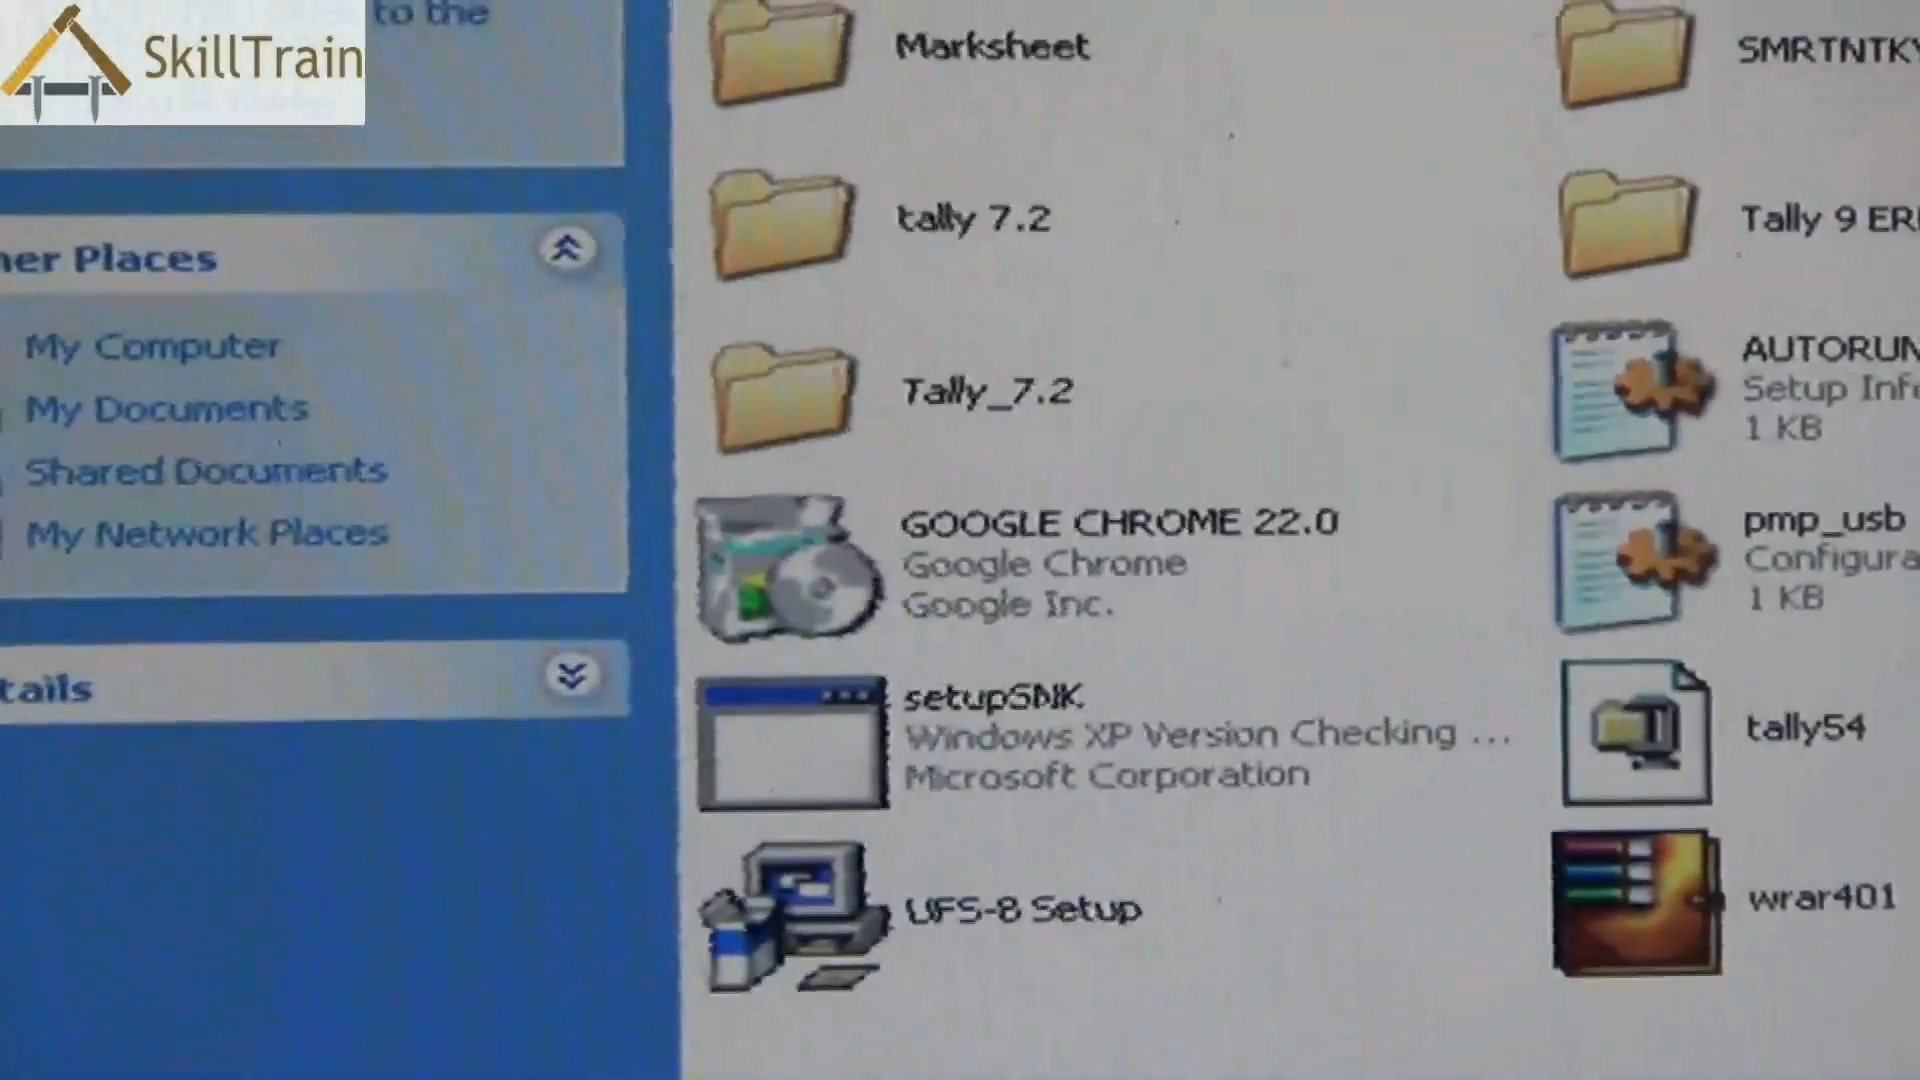 SkillTrain
to the
ner Places
My Computer
My Documents
Shared Documents
My Network Places
tails
Marksheet
tally 7.2
Tally_7.2
GOOGLE CHROME 22.0
Google Chrome
Google Inc.
setupSNK
Windows XP Version Checking ...
Microsoft Corporation
UFS-8 Setup
SMRTNTKY
Tally 9 ER
AUTORUN
Setup Info
1 KB
pmp_usb
Configura
1 KB
tally54
wrar401